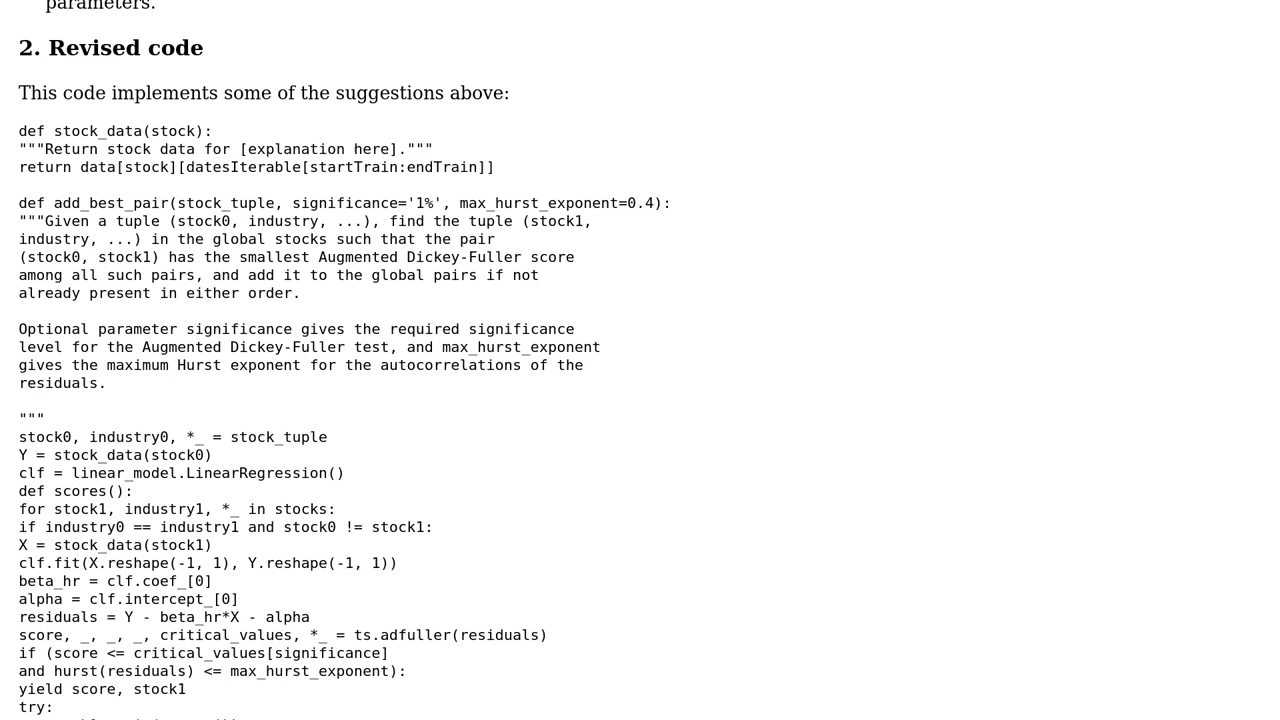 parameters.
2. Revised code
This code implements some of the suggestions above:
def stock_data(stock):
"""Return stock data for [explanation here]."""
return data[stock][datesIterable[startTrain:endTrain]]
def add_best_pair(stock_tuple, significance='1%', max_hurst_exponent=0.4):
"""Given a tuple (stock0, industry, ...), find the tuple (stock1,
industry, ...) in the global stocks such that the pair
(stock0, stock1) has the smallest Augmented Dickey-Fuller score
among all such pairs, and add it to the global pairs if not
already present in either order.
Optional parameter significance gives the required significance
level for the Augmented Dickey-Fuller test, and max_hurst_exponent
gives the maximum Hurst exponent for the autocorrelations of the
residuals.
"""
stock0, industry0, *_ = stock_tuple
Y = stock_data(stock0)
clf = linear_model.LinearRegression()
def scores():
for stock1, industry1, *_ in stocks:
if industry0 == industry1 and stock0 != stock1:
X = stock_data(stock1)
clf.fit(X.reshape(-1, 1), Y.reshape(-1, 1))
beta_hr = clf.coef_[0]
alpha = clf.intercept_[0]
residuals = Y - beta_hr*X - alpha
score, _, _, _, critical_values, *_ = ts.adfuller(residuals)
if (score <= critical_values[significance]
and hurst(residuals) <= max_hurst_exponent):
yield score, stock1
try: